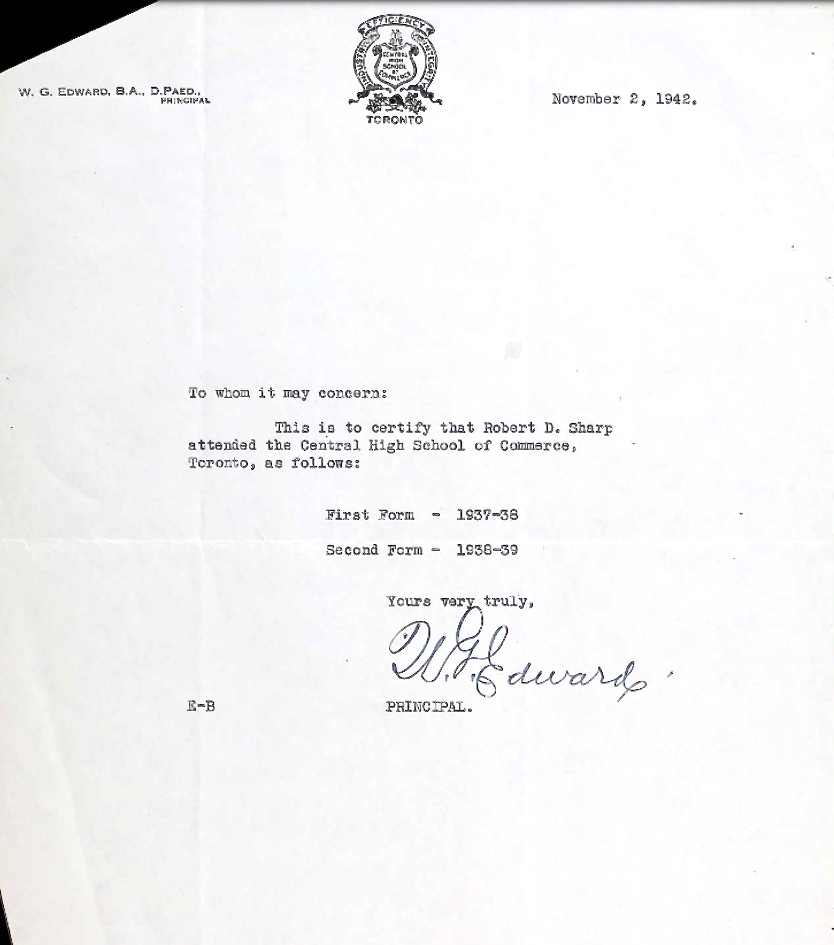 EFFICIENCY
INDUSTRY
INTEGRITY
CENTRAL
HIGH
SCHOOL
OF
COMMERCE
TORONTO
W. G. EDWARD, B.A., D.PAED.,
PRINCIPAL
November 2, 1942.
To whom it may concern:
This is to certify that Robert D. Sharp
attended the Central High School of Commerce,
Toronto, as follows:
First Form - 1937-38
Second Form - 1938-39
Yours very truly,
W.G. Edward
E-B
PRINCIPAL.